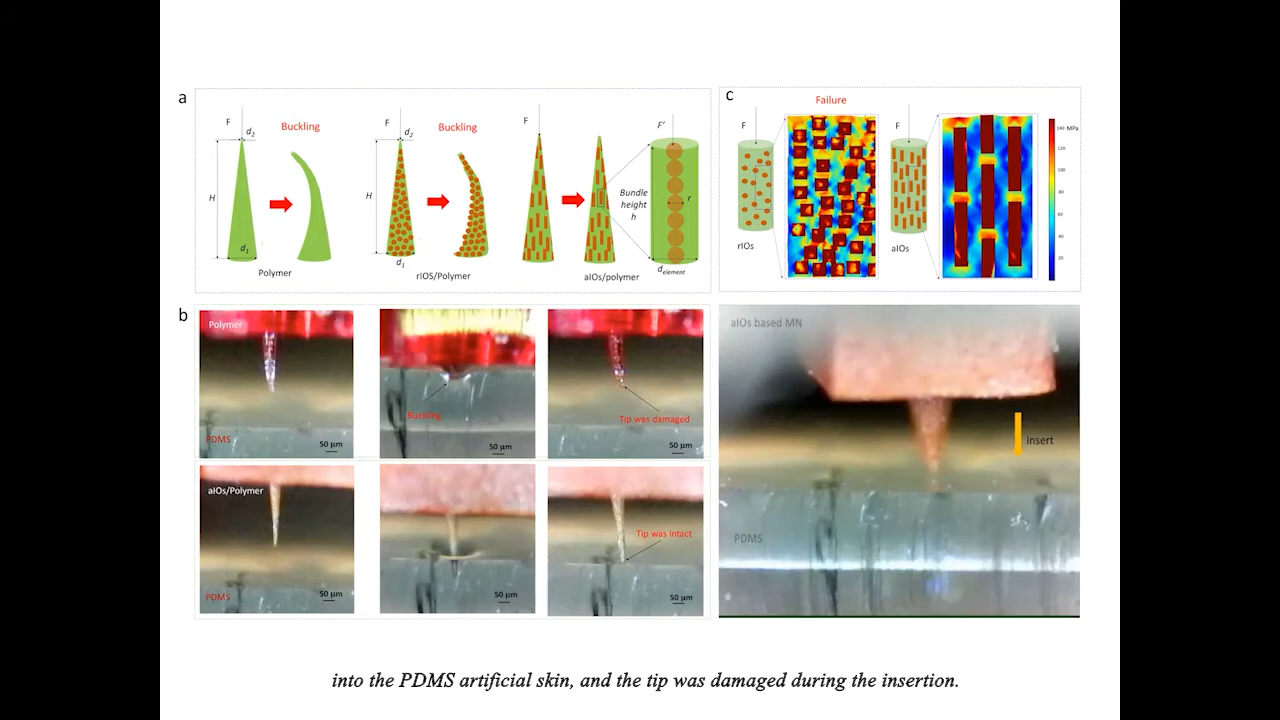 a
F
d2
Buckling
H
d1
Polymer
F
d2
Buckling
H
d1
rIOS/Polymer
F
F'
Bundle
height
h
r
delement
aIOs/polymer
c
Failure
F
rIOs
F
aIOs
140 MPa
120
100
80
60
40
20
b
Polymer
PDMS
50 μm
Buckling
50 μm
Tip was damaged
50 μm
aIOs/Polymer
PDMS
50 μm
50 μm
Tip was intact
50 μm
aIOs based MN
Insert
PDMS
into the PDMS artificial skin, and the tip was damaged during the insertion.